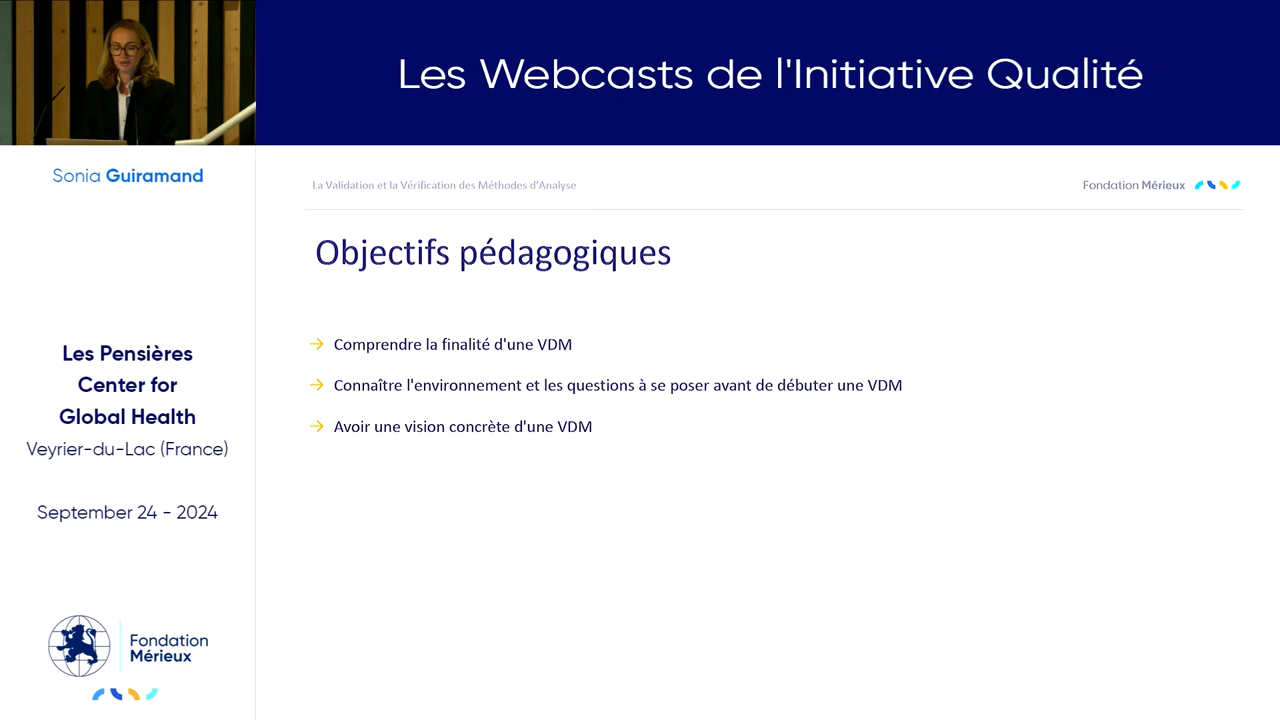 Les Webcasts de l'Initiative Qualité
Sonia Guiramand
Les Pensières
Center for
Global Health
Veyrier-du-Lac (France)
September 24 - 2024
Fondation
Mérieux
La Validation et la Vérification des Méthodes d'Analyse
Fondation Mérieux
Objectifs pédagogiques
→ Comprendre la finalité d'une VDM
→ Connaître l'environnement et les questions à se poser avant de débuter une VDM
→ Avoir une vision concrète d'une VDM